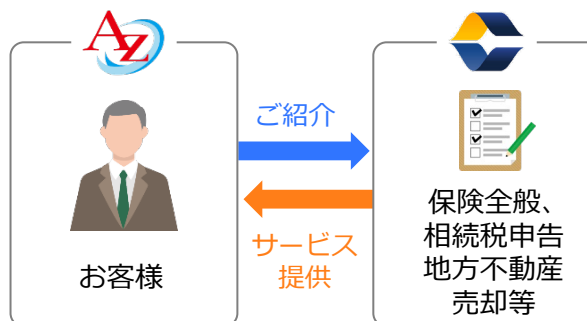 AZ
お客様
ご紹介
サービス
提供
保険全般、
相続税申告
地方不動産
売却等